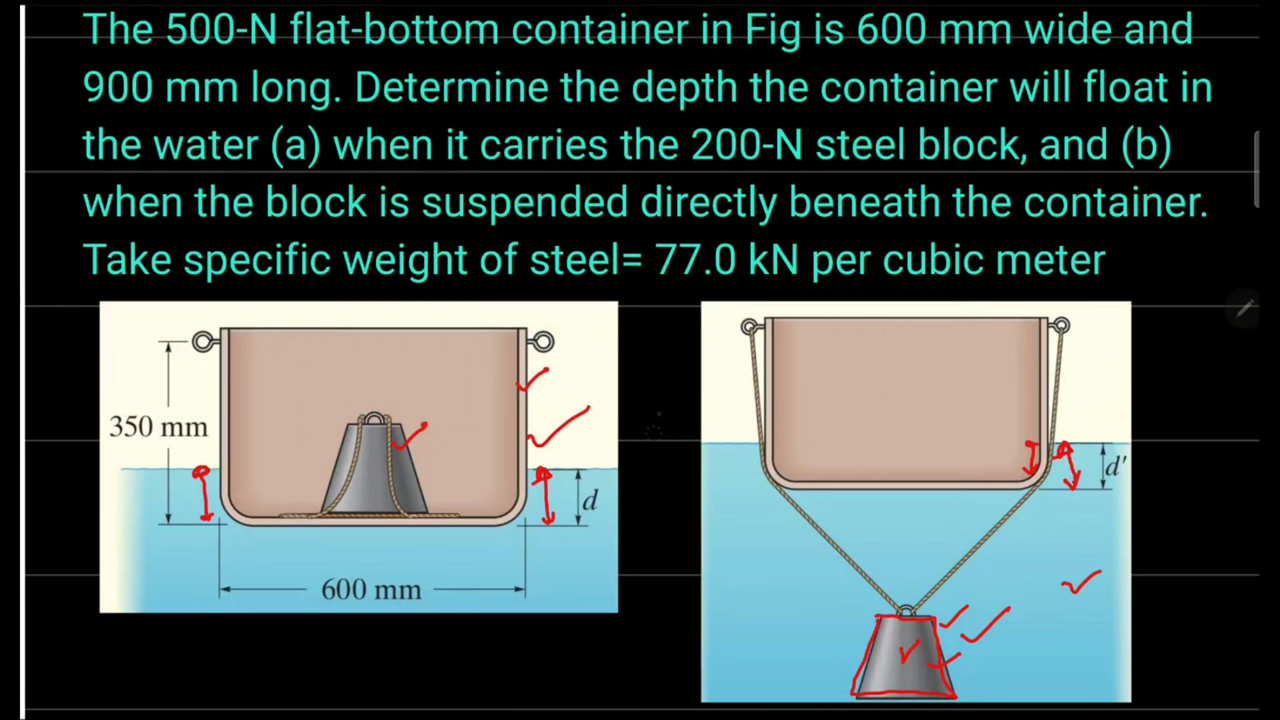 The 500-N flat-bottom container in Fig is 600 mm wide and
900 mm long. Determine the depth the container will float in
the water (a) when it carries the 200-N steel block, and (b)
when the block is suspended directly beneath the container.
Take specific weight of steel= 77.0 kN per cubic meter
350 mm
d
600 mm
d'